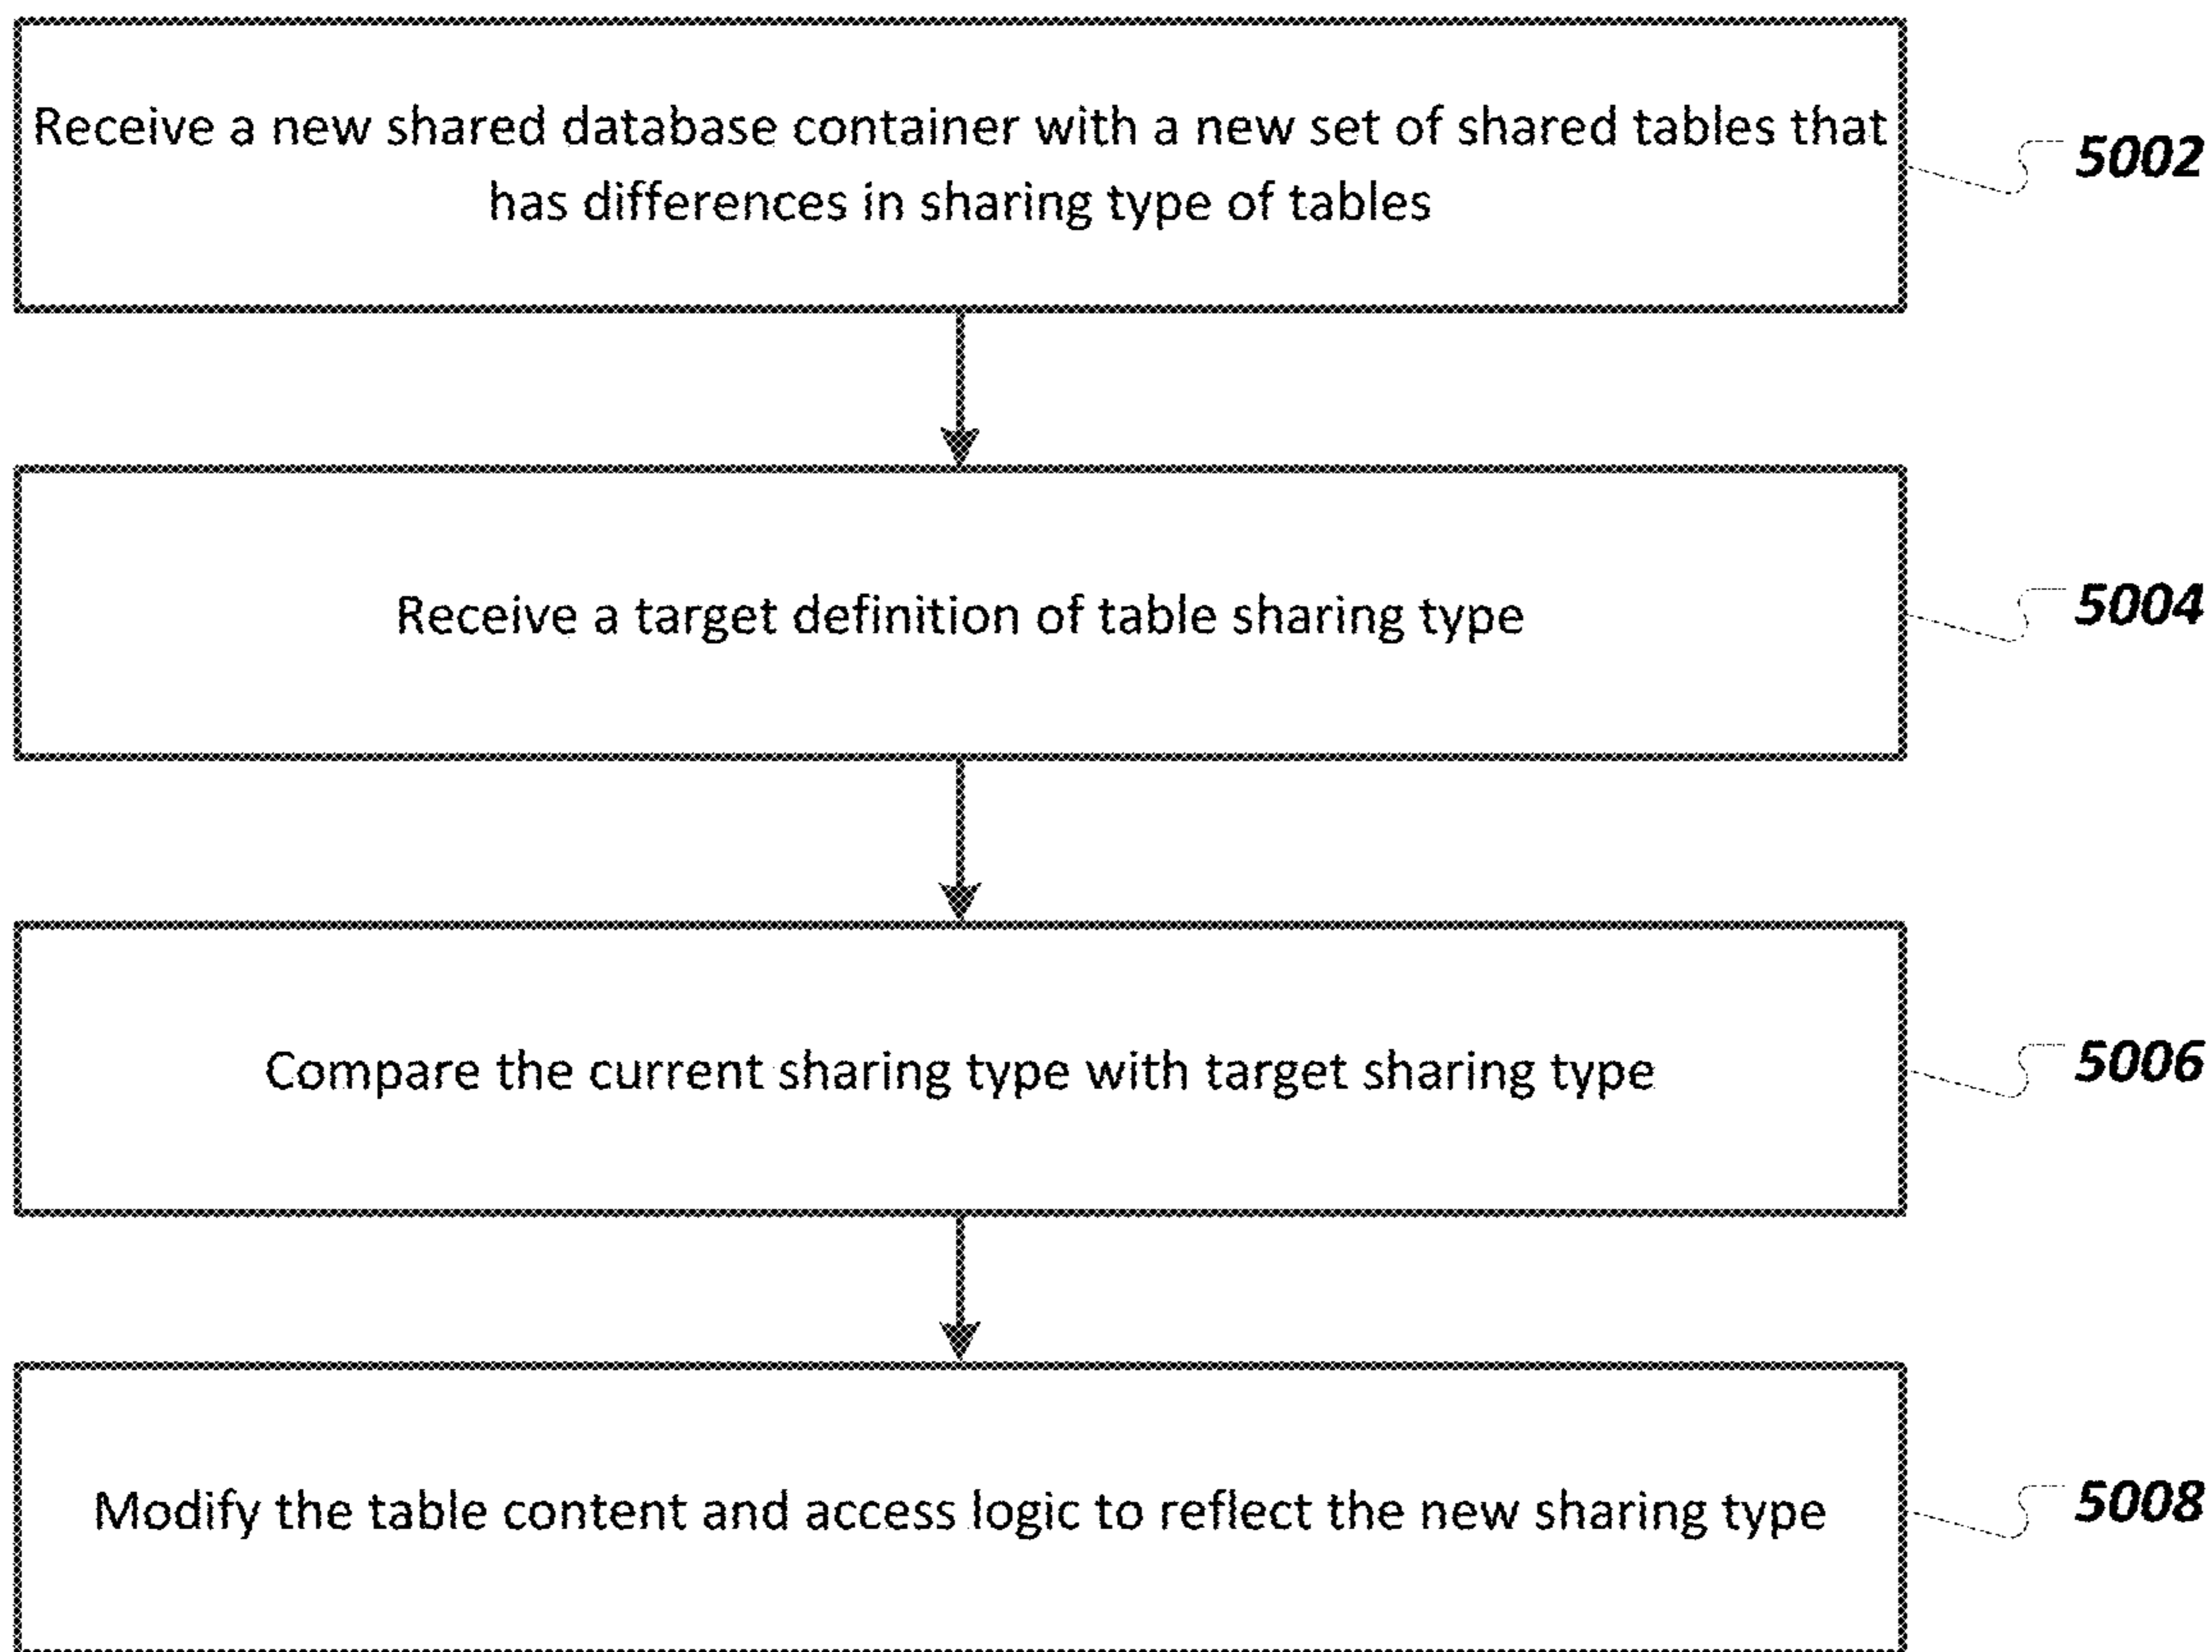 Receive a new shared database container with a new set of shared tables that
has differences in sharing type of tables
5002
Receive a target definition of table sharing type
5004
Compare the current sharing type with target sharing type
5006
Modify the table content and access logic to reflect the new sharing type
5008